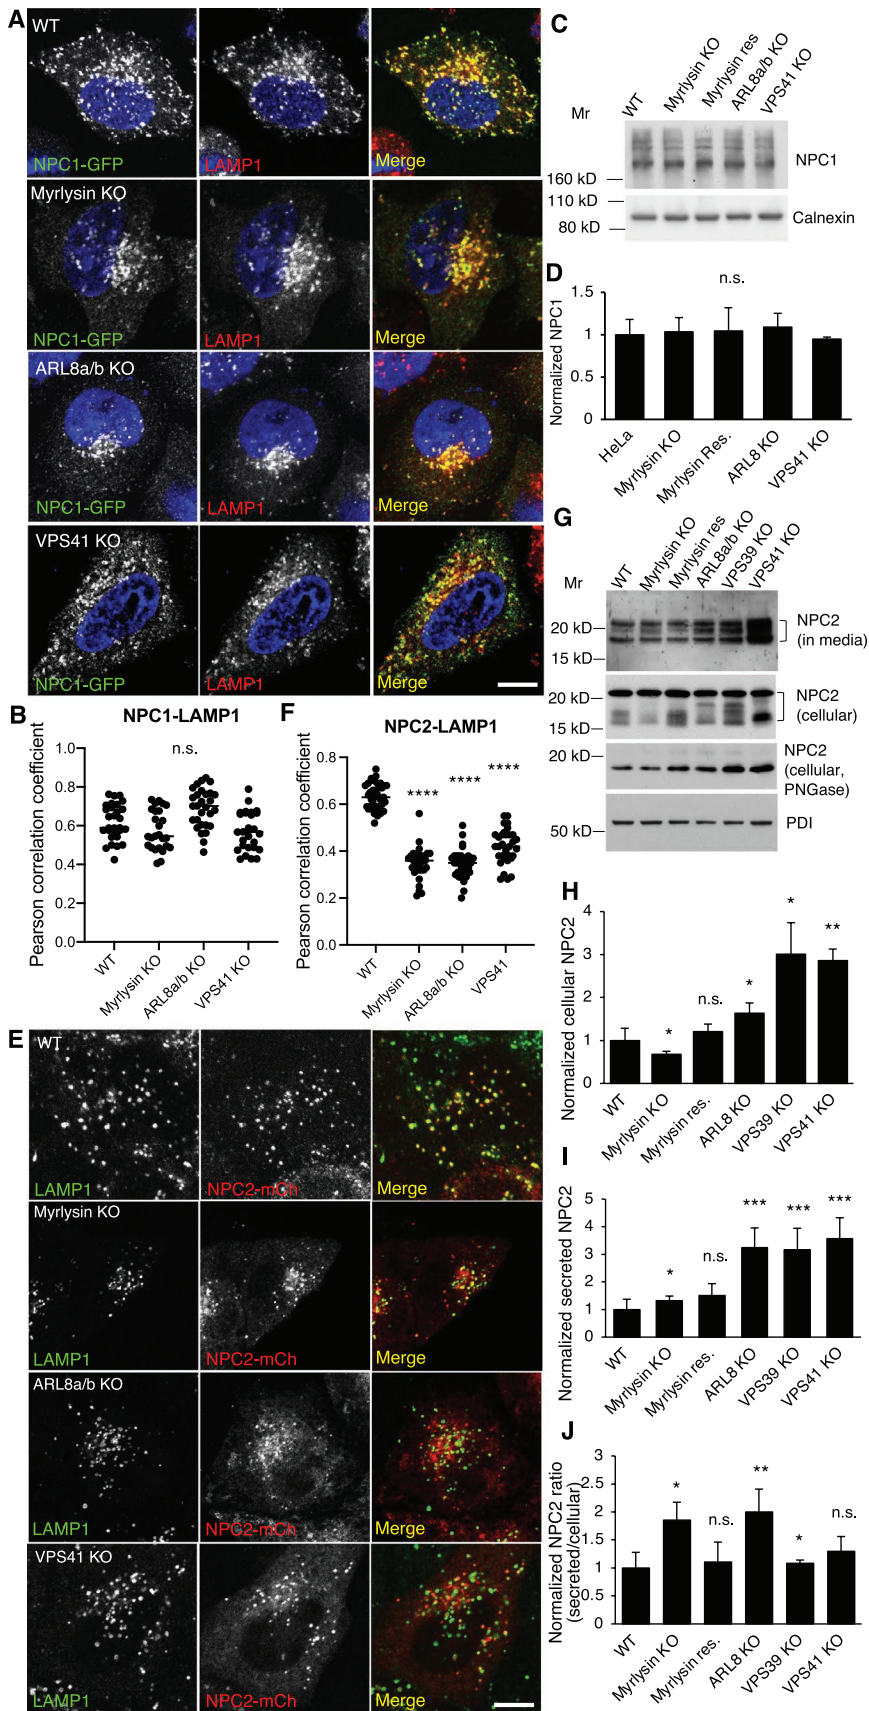 A
WT
NPC1-GFP
LAMP1
Merge
Myrlysin KO
NPC1-GFP
LAMP1
Merge
ARL8a/b KO
NPC1-GFP
LAMP1
Merge
VPS41 KO
NPC1-GFP
LAMP1
B
NPC1-LAMP1
n.s.
Pearson correlation coefficient
1.0
0.8
0.6
0.4
0.2
0.0
WT
Myrlysin KO
ARL8a/b KO
VPS41 KO
C
Mr
WT
Myrlysin KO
Myrlysin res
ARL8a/b KO
VPS41 KO
160 kD
110 kD
80 kD
NPC1
Calnexin
D
n.s.
Normalized NPC1
1.5
1
0.5
0
HeLa
Myrlysin KO
Myrlysin Res.
ARL8 KO
VPS41 KO
E
WT
LAMP1
NPC2-mCh
Merge
Myrlysin KO
LAMP1
NPC2-mCh
Merge
ARL8a/b KO
LAMP1
NPC2-mCh
Merge
VPS41 KO
LAMP1
NPC2-mCh
Merge
F
NPC2-LAMP1
**** **** ****
Pearson correlation coefficient
0.8
0.6
0.4
0.2
0.0
WT
Myrlysin KO
ARL8a/b KO
VPS41
G
Mr
WT
Myrlysin KO
Myrlysin res
ARL8a/b KO
VPS39 KO
VPS41 KO
20 kD
15 kD
NPC2
(in media)
20 kD
15 kD
NPC2
(cellular)
20 kD
NPC2
(cellular,
PNGase)
50 kD
PDI
H
Normalized cellular NPC2
4
3
2
1
0
* n.s. * * **
WT
Myrlysin KO
Myrlysin res.
ARL8 KO
VPS39 KO
VPS41 KO
I
Normalized secreted NPC2
5
4
3
2
1
0
* n.s. *** *** ***
WT
Myrlysin KO
Myrlysin res.
ARL8 KO
VPS39 KO
VPS41 KO
J
Normalized NPC2 ratio
(secreted/cellular)
3
2.5
2
1.5
1
0.5
0
* n.s. ** * n.s.
WT
Myrlysin KO
Myrlysin res.
ARL8 KO
VPS39 KO
VPS41 KO